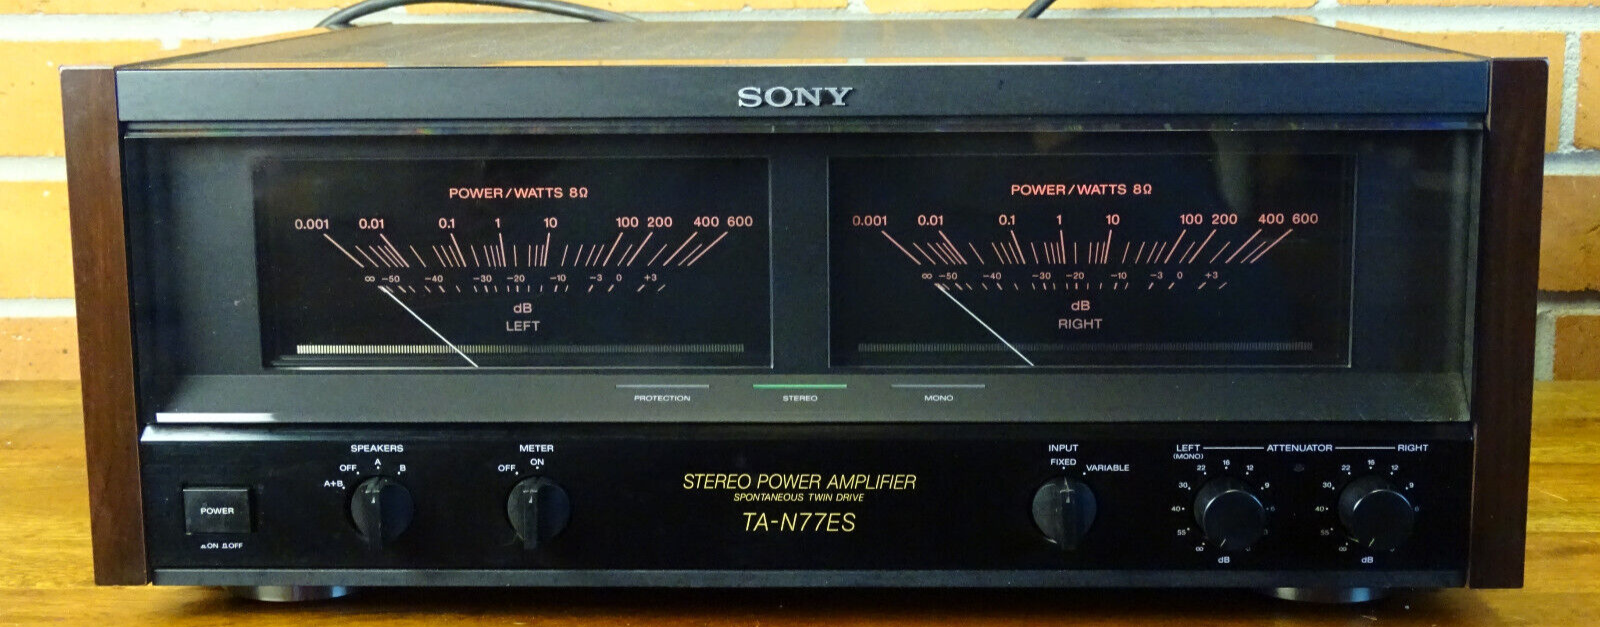 SONY
POWER/WATTS 8Ω
0.001 0.01 0.1 1 10 100 200 400 600
∞ -50 -40 -30 -20 -10 -3 0 +3
dB
LEFT
POWER/WATTS 8Ω
0.001 0.01 0.1 1 10 100 200 400 600
∞ -50 -40 -30 -20 -10 -3 0 +3
dB
RIGHT
PROTECTION STEREO MONO
POWER
ON OFF
SPEAKERS
A+B OFF A B
METER
OFF ON
STEREO POWER AMPLIFIER
SPONTANEOUS TWIN DRIVE
TA-N77ES
INPUT
FIXED VARIABLE
LEFT ATTENUATOR RIGHT
(MONO)
∞ 55 40 30 22 16 12 9 6 3 0
dB
∞ 55 40 30 22 16 12 9 6
dB